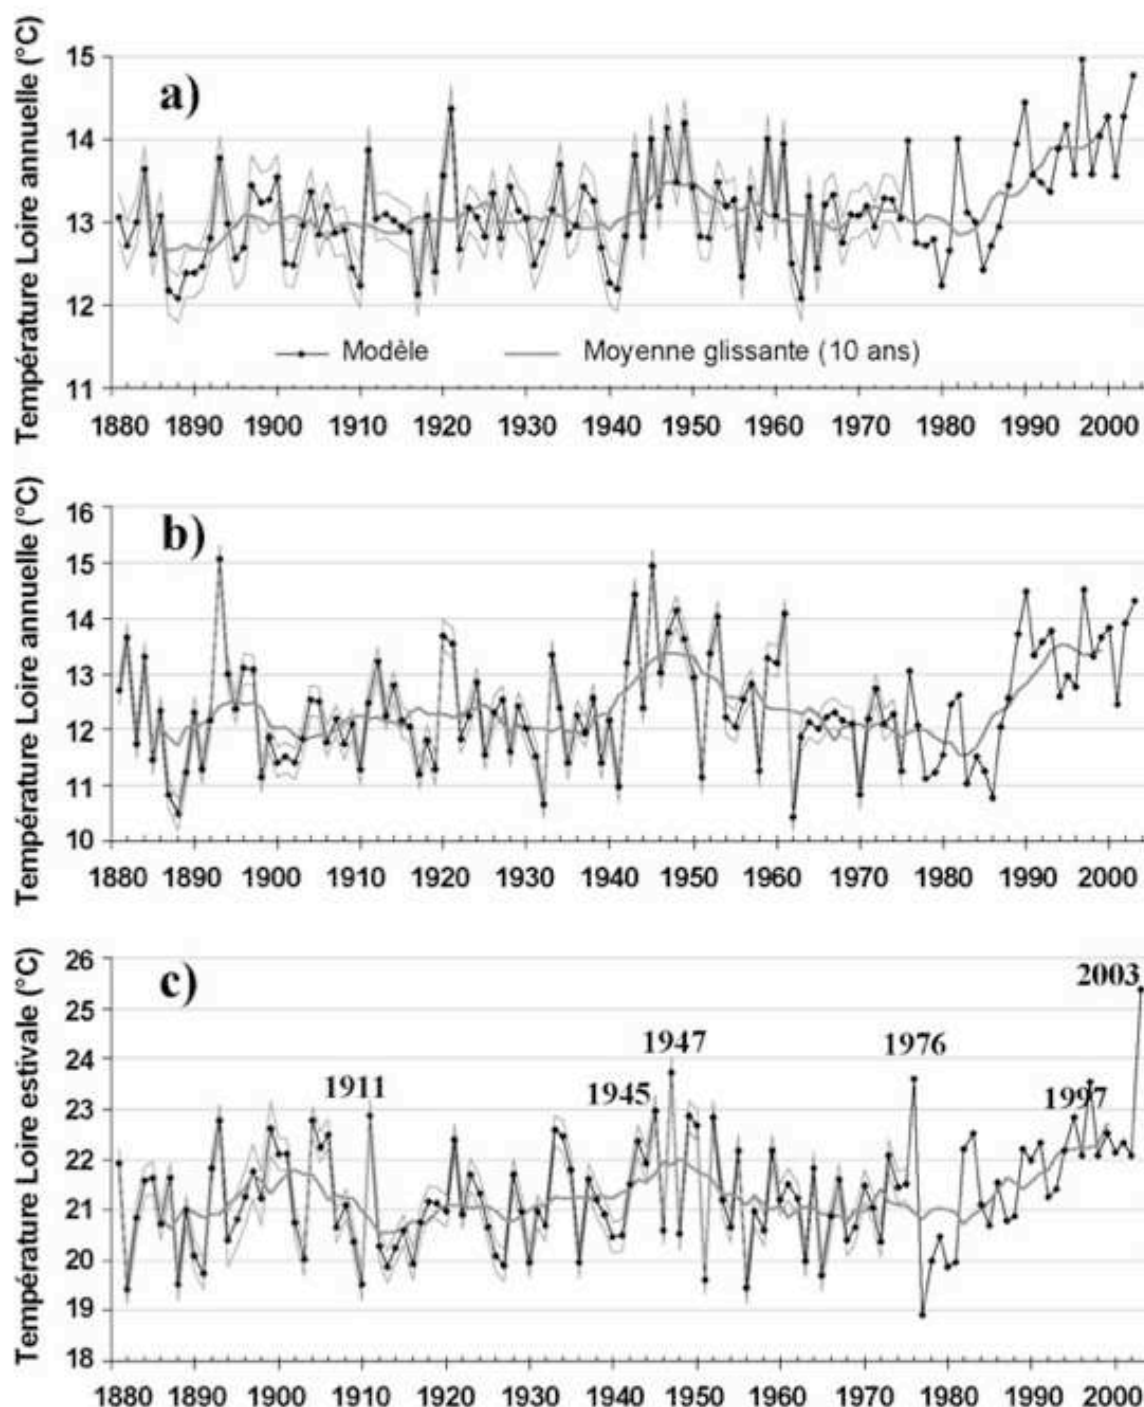 Température Loire annuelle (°C)
15
a)
14
13
12
Modèle
Moyenne glissante (10 ans)
11
1880 1890 1900 1910 1920 1930 1940 1950 1960 1970 1980 1990 2000
Température Loire annuelle (°C)
16
b)
15
14
13
12
11
10
1880 1890 1900 1910 1920 1930 1940 1950 1960 1970 1980 1990 2000
Température Loire estivale (°C)
26
c)
2003
25
24
1947
1976
1911
1945
1997
23
22
21
20
19
18
1880 1890 1900 1910 1920 1930 1940 1950 1960 1970 1980 1990 2000